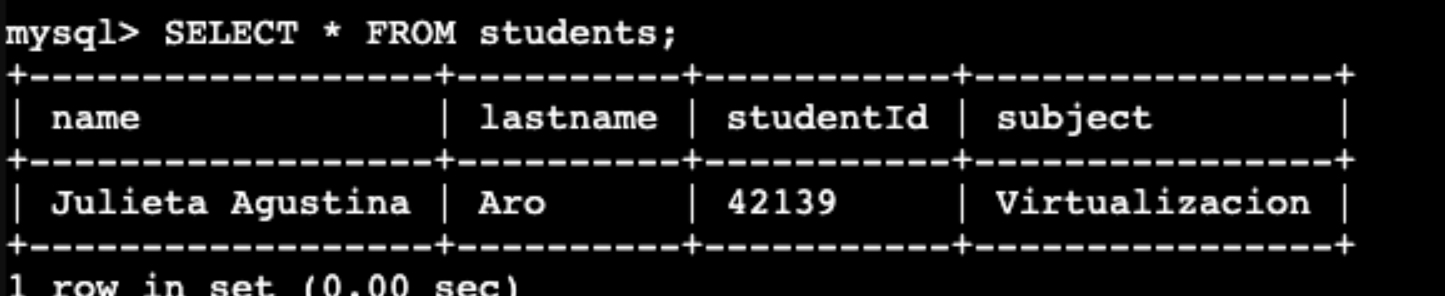 mysql> SELECT * FROM students;
+------------------+----------+-----------+----------------+
| name             | lastname | studentId | subject        |
+------------------+----------+-----------+----------------+
| Julieta Agustina | Aro      | 42139     | Virtualizacion |
+------------------+----------+-----------+----------------+
1 row in set (0.00 sec)